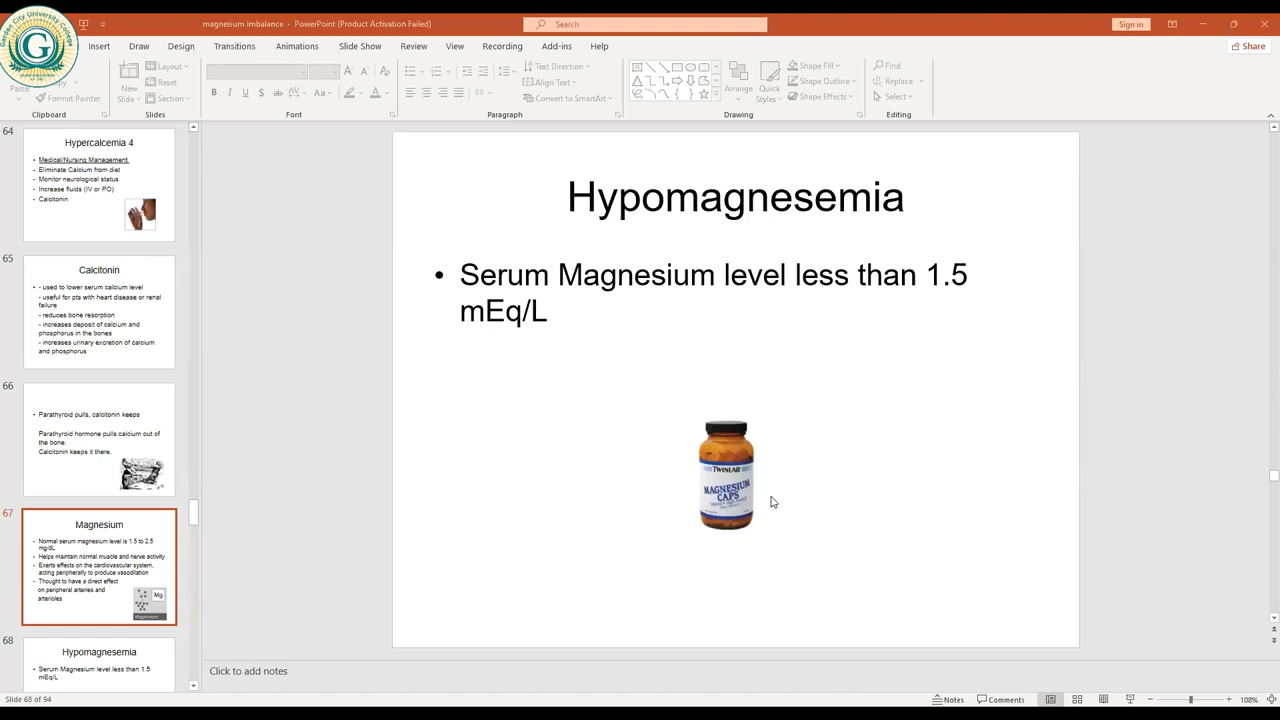 magnesium imbalance - PowerPoint (Product Activation Failed)
Search
Sign in
Garden City University College
G
Insert Draw Design Transitions Animations Slide Show Review View Recording Add-ins Help
Share
Paste
Format Painter
Clipboard
New Slide
Layout
Reset
Section
Slides
B I U S ab AV Aa A
Font
Text Direction
Align Text
Convert to SmartArt
Paragraph
Arrange
Quick Styles
Shape Fill
Shape Outline
Shape Effects
Drawing
Find
Replace
Select
Editing
64
Hypercalcemia 4
• Medical/Nursing Management
• Eliminate Calcium from diet
• Monitor neurological status
• Increase fluids (IV or PO)
• Calcitonin
65
Calcitonin
• - used to lower serum calcium level
• - useful for pts with heart disease or renal
failure
• - reduces bone resorption
• - increases deposit of calcium and
phosphorus in the bones
• - increases urinary excretion of calcium
and phosphorus
66
• Parathyroid pulls, calcitonin keeps
Parathyroid hormone pulls calcium out of
the bone.
Calcitonin keeps it there.
67
Magnesium
• Normal serum magnesium level is 1.5 to 2.5
mg/dL
• Helps maintain normal muscle and nerve activity
• Exerts effects on the cardiovascular system,
acting peripherally to produce vasodilation
• Thought to have a direct effect
on peripheral arteries and
arterioles
Mg
Magnesium
68
Hypomagnesemia
• Serum Magnesium level less than 1.5
mEq/L
Hypomagnesemia
• Serum Magnesium level less than 1.5
mEq/L
TWINLAB
MAGNESIUM
CAPS
Click to add notes
Slide 68 of 94
Notes
Comments
108%